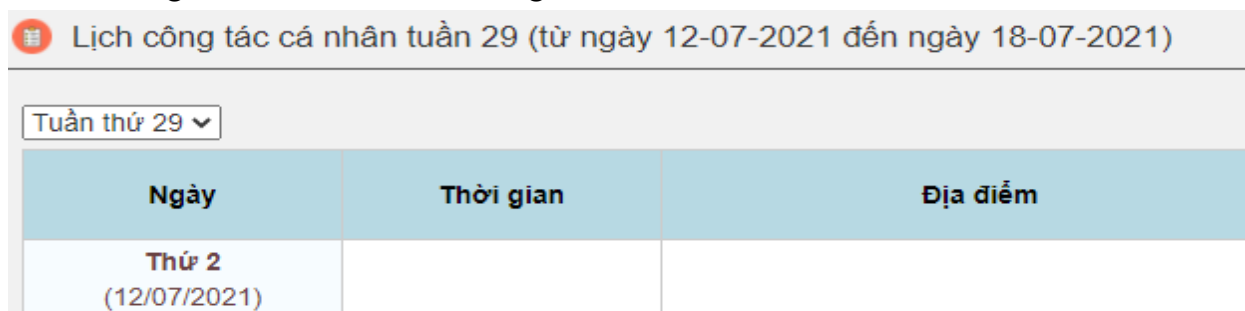 Lịch công tác cá nhân tuần 29 (từ ngày 12-07-2021 đến ngày 18-07-2021)
Tuần thứ 29
Ngày Thời gian Địa điểm
Thứ 2
(12/07/2021)